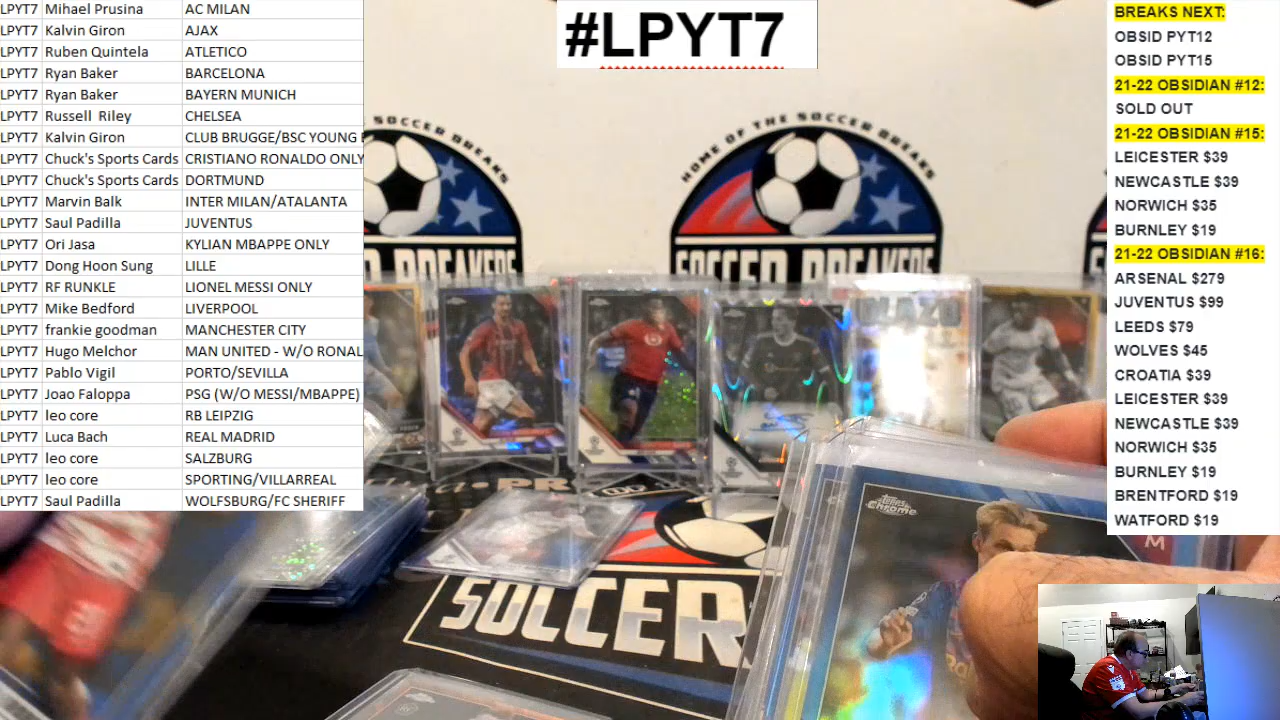 LPYT7 Mihael Prusina AC MILAN
LPYT7 Kalvin Giron AJAX
LPYT7 Ruben Quintela ATLETICO
LPYT7 Ryan Baker BARCELONA
LPYT7 Ryan Baker BAYERN MUNICH
LPYT7 Russell Riley CHELSEA
LPYT7 Kalvin Giron CLUB BRUGGE/BSC YOUNG
LPYT7 Chuck's Sports Cards CRISTIANO RONALDO ONLY
LPYT7 Chuck's Sports Cards DORTMUND
LPYT7 Marvin Balk INTER MILAN/ATALANTA
LPYT7 Saul Padilla JUVENTUS
LPYT7 Ori Jasa KYLIAN MBAPPE ONLY
LPYT7 Dong Hoon Sung LILLE
LPYT7 RF RUNKLE LIONEL MESSI ONLY
LPYT7 Mike Bedford LIVERPOOL
LPYT7 frankie goodman MANCHESTER CITY
LPYT7 Hugo Melchor MAN UNITED - W/O RONAL
LPYT7 Pablo Vigil PORTO/SEVILLA
LPYT7 Joao Faloppa PSG (W/O MESSI/MBAPPE)
LPYT7 leo core RB LEIPZIG
LPYT7 Luca Bach REAL MADRID
LPYT7 leo core SALZBURG
LPYT7 leo core SPORTING/VILLARREAL
LPYT7 Saul Padilla WOLFSBURG/FC SHERIFF
#LPYT7
HOME OF THE SOCCER BREAKS
SOCCER BREAKERS
SOCCER
Topps Chrome
BREAKS NEXT:
OBSID PYT12
OBSID PYT15
21-22 OBSIDIAN #12:
SOLD OUT
21-22 OBSIDIAN #15:
LEICESTER $39
NEWCASTLE $39
NORWICH $35
BURNLEY $19
21-22 OBSIDIAN #16:
ARSENAL $279
JUVENTUS $99
LEEDS $79
WOLVES $45
CROATIA $39
LEICESTER $39
NEWCASTLE $39
NORWICH $35
BURNLEY $19
BRENTFORD $19
WATFORD $19